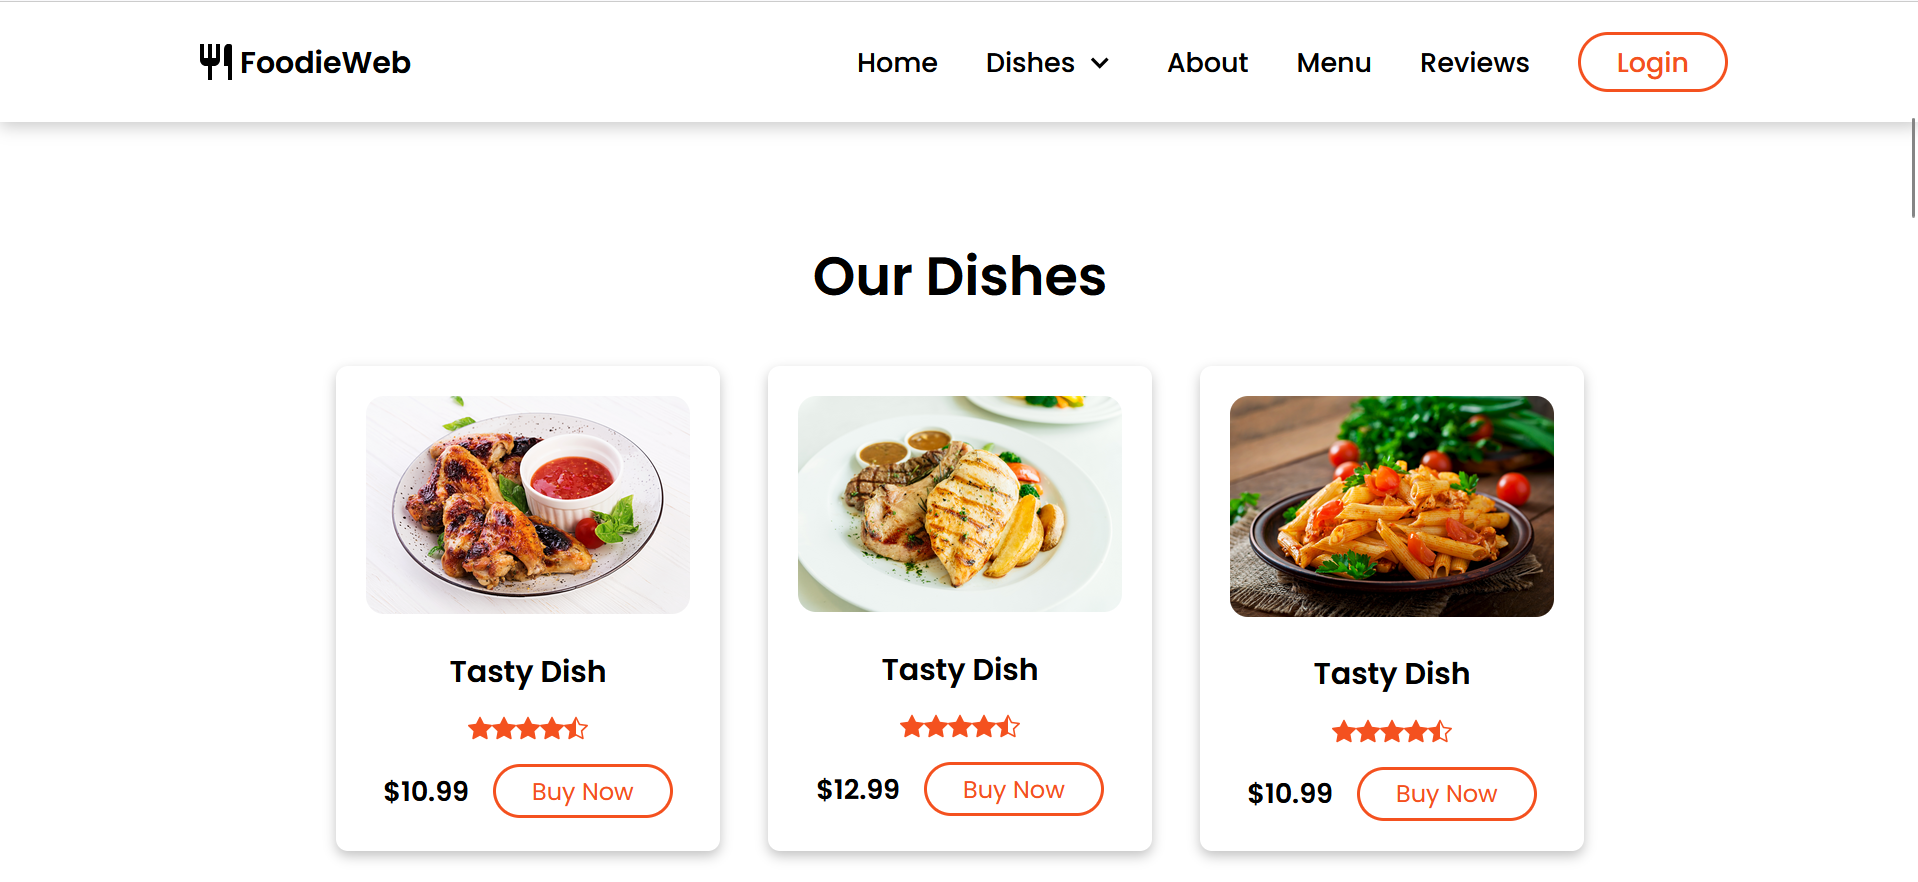 FoodieWeb
Home Dishes About Menu Reviews Login
Our Dishes
Tasty Dish
$10.99 Buy Now
Tasty Dish
$12.99 Buy Now
Tasty Dish
$10.99 Buy Now